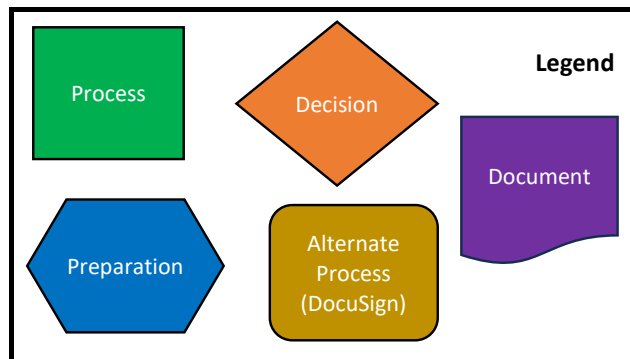 Legend
Process
Decision
Document
Preparation
Alternate
Process
(DocuSign)